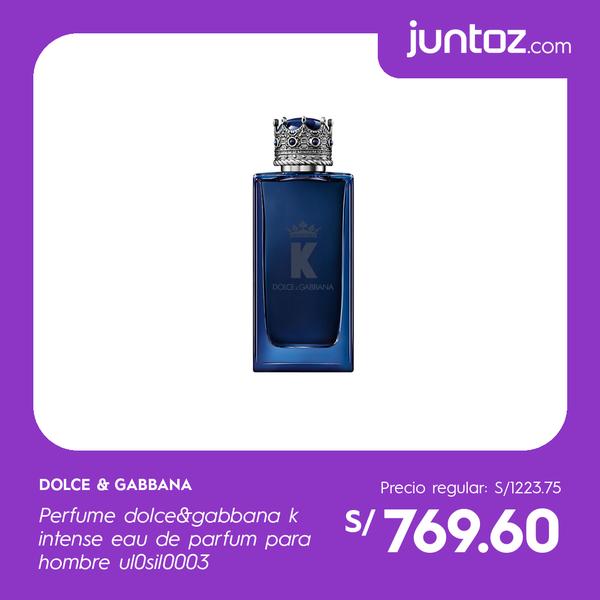 juntoz.com
K
DOLCE & GABBANA
DOLCE & GABBANA
Perfume dolce&gabbana k
intense eau de parfum para
hombre ul0sil0003
Precio regular: S/1223.75
S/ 769.60